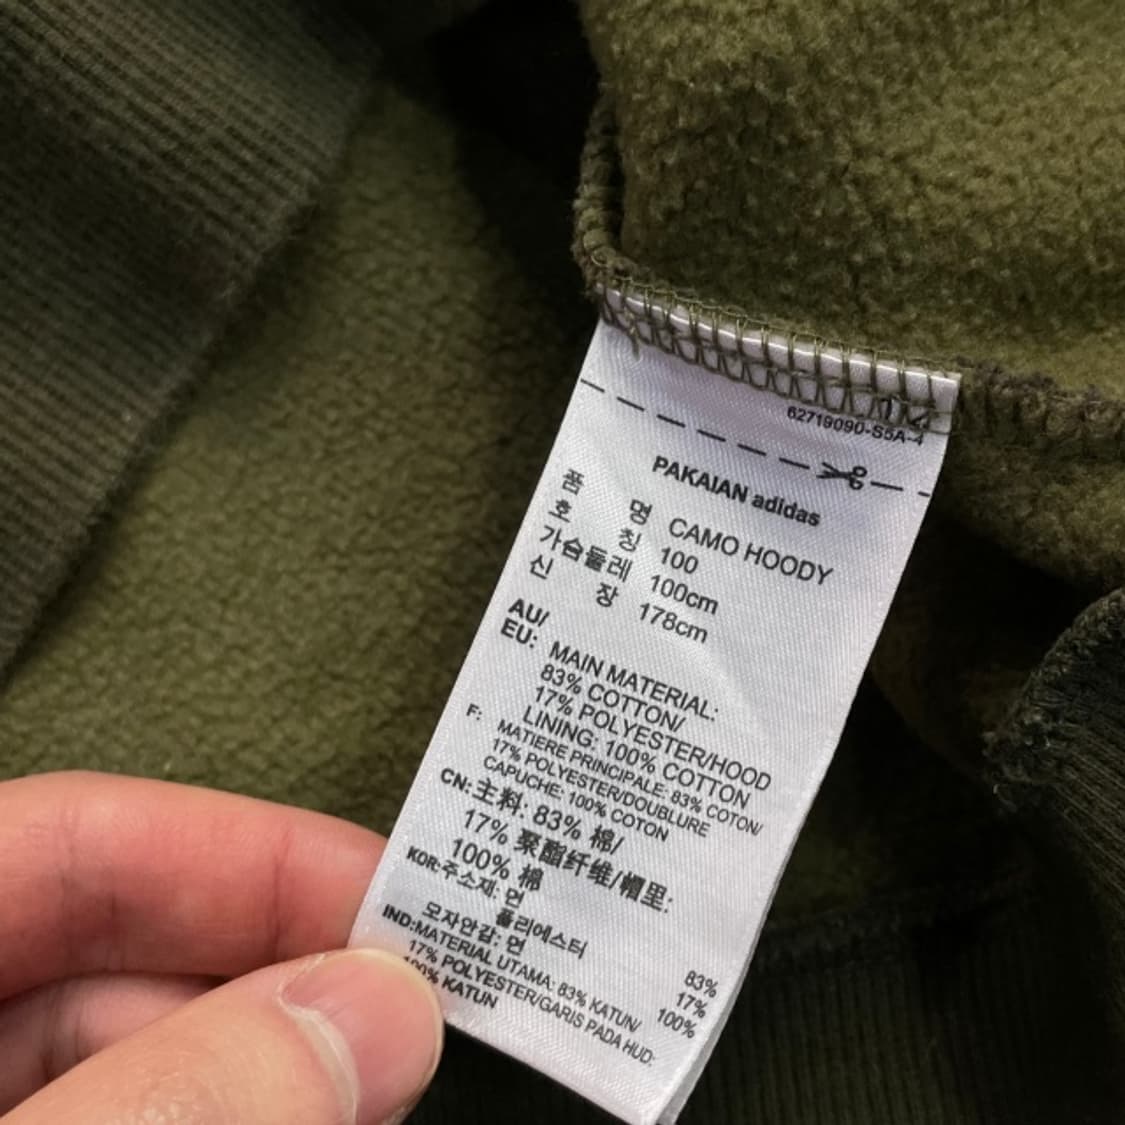 62719090-S5A-4
PAKAIAN adidas
품 명 CAMO HOODY
호 칭 100
가슴둘레 100cm
신 장 178cm
AU/
EU: MAIN MATERIAL:
83% COTTON/
17% POLYESTER/HOOD
LINING: 100% COTTON
F: MATIERE PRINCIPALE: 83% COTON/
17% POLYESTER/DOUBLURE
CAPUCHE: 100% COTON
CN:主料: 83% 棉/
17% 聚酯纤维/帽里:
100% 棉
KOR:주소재: 면 83%
폴리에스터 17%
모자안감: 면 100%
IND:MATERIAL UTAMA: 83% KATUN/
17% POLYESTER/GARIS PADA HUD:
100% KATUN